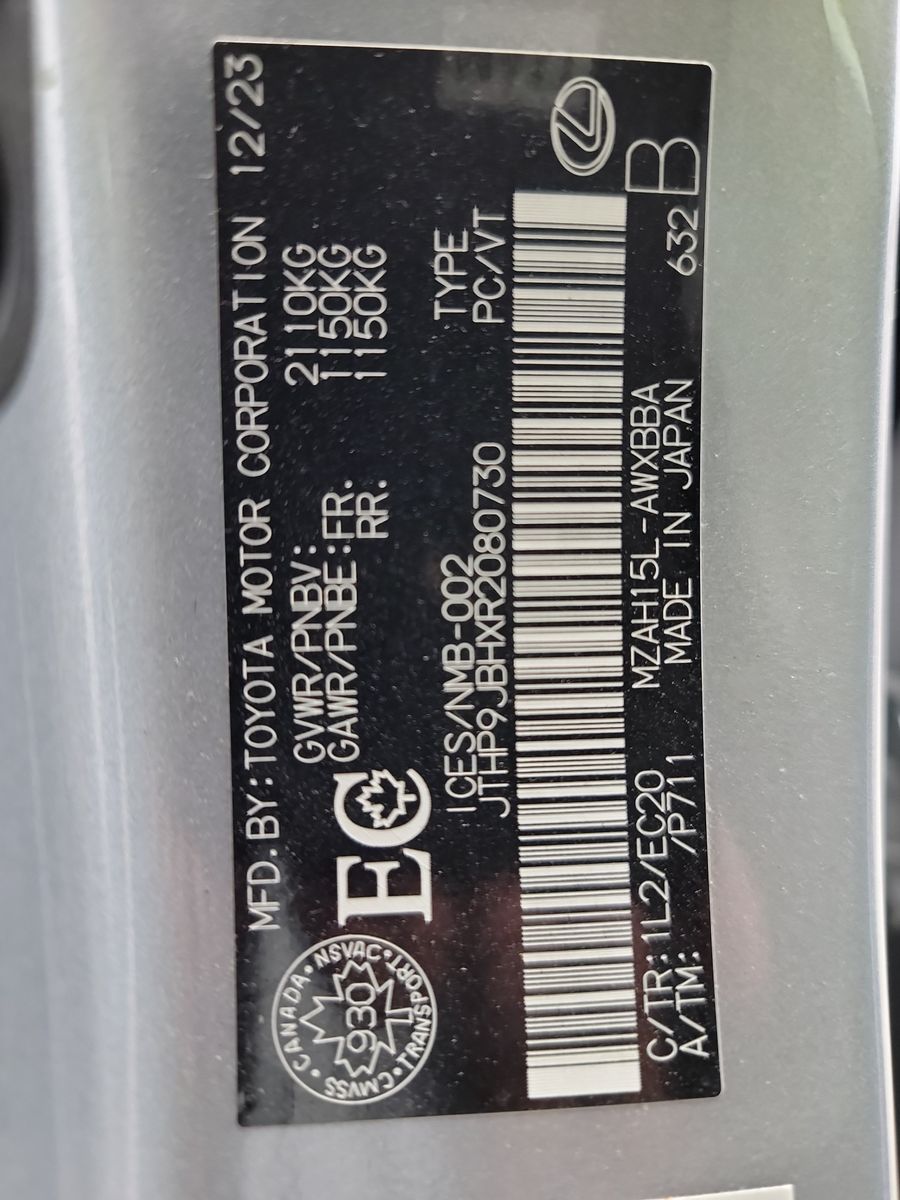 MFD.BY:TOYOTA MOTOR CORPORATION 12/23
GVWR/PNBV: 2110KG
GAWR/PNBE:FR. 1150KG
RR. 1150KG
CANADA · NSVAC · TRANSPORT · CMVSS ·
930
EC
ICES/NMB-002 TYPE
JTHP9JBHXR2080730 PC/VT
C/TR:1L2/EC20 MZAH15L-AWXBBA 632 B
A/TM: /P711 MADE IN JAPAN